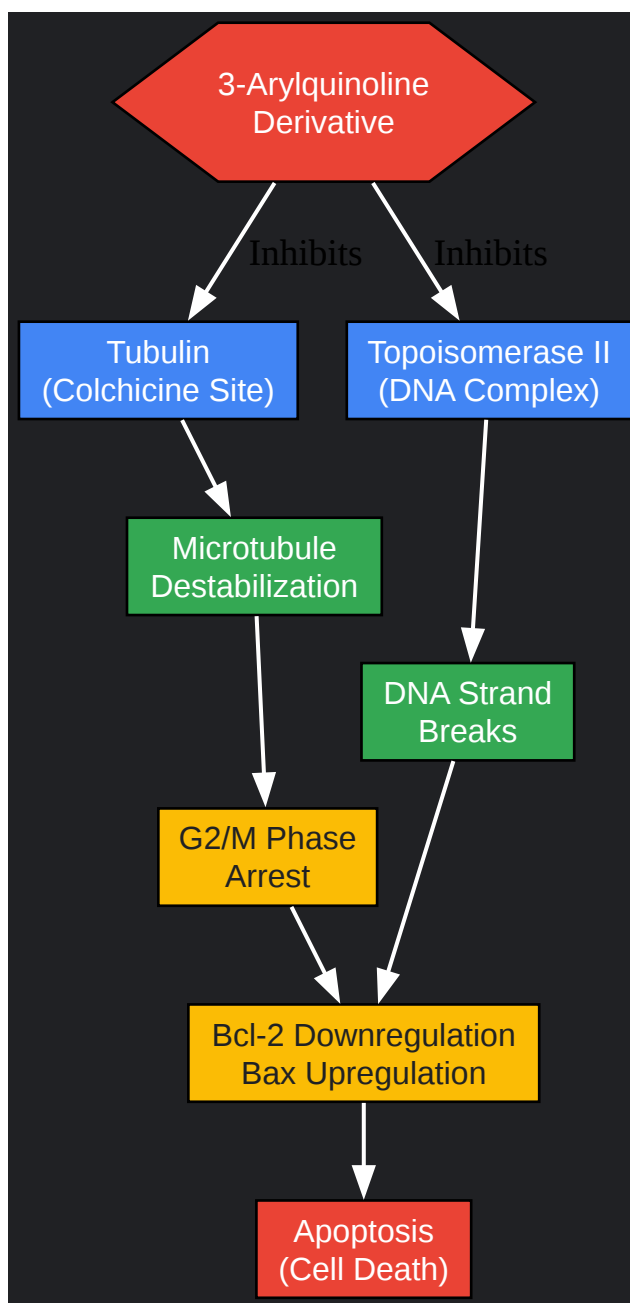 3-Arylquinoline
Derivative
Inhibits
Inhibits
Tubulin
(Colchicine Site)
Topoisomerase II
(DNA Complex)
Microtubule
Destabilization
DNA Strand
Breaks
G2/M Phase
Arrest
Bcl-2 Downregulation
Bax Upregulation
Apoptosis
(Cell Death)